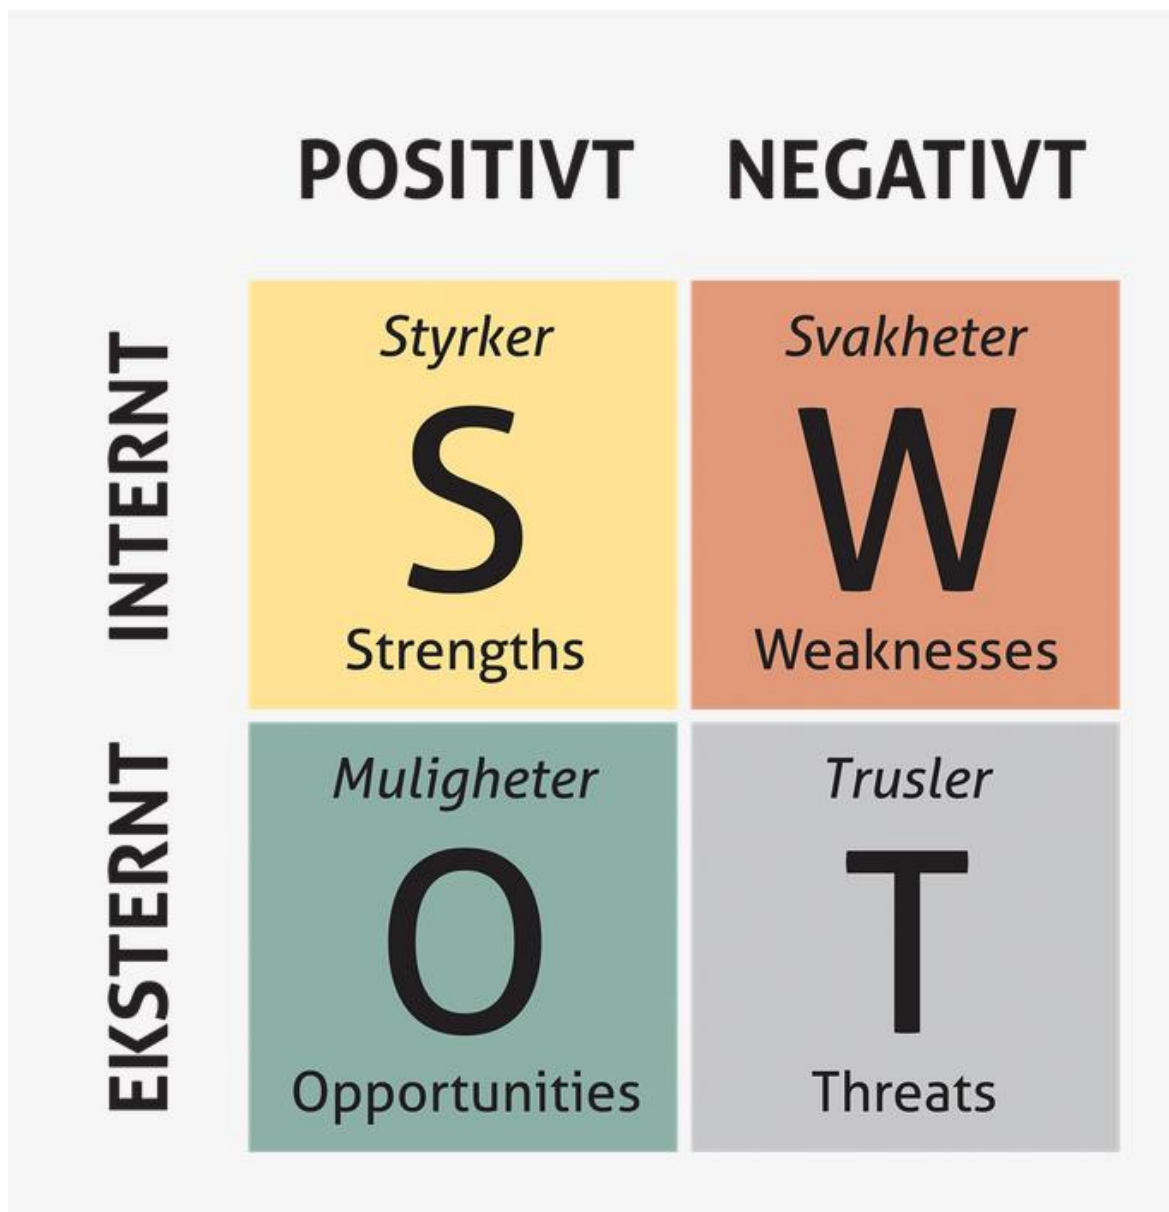 POSITIVT NEGATIVT
INTERNT
Styrker
S
Strengths
Svakheter
W
Weaknesses
EKSTERNT
Muligheter
O
Opportunities
Trusler
T
Threats